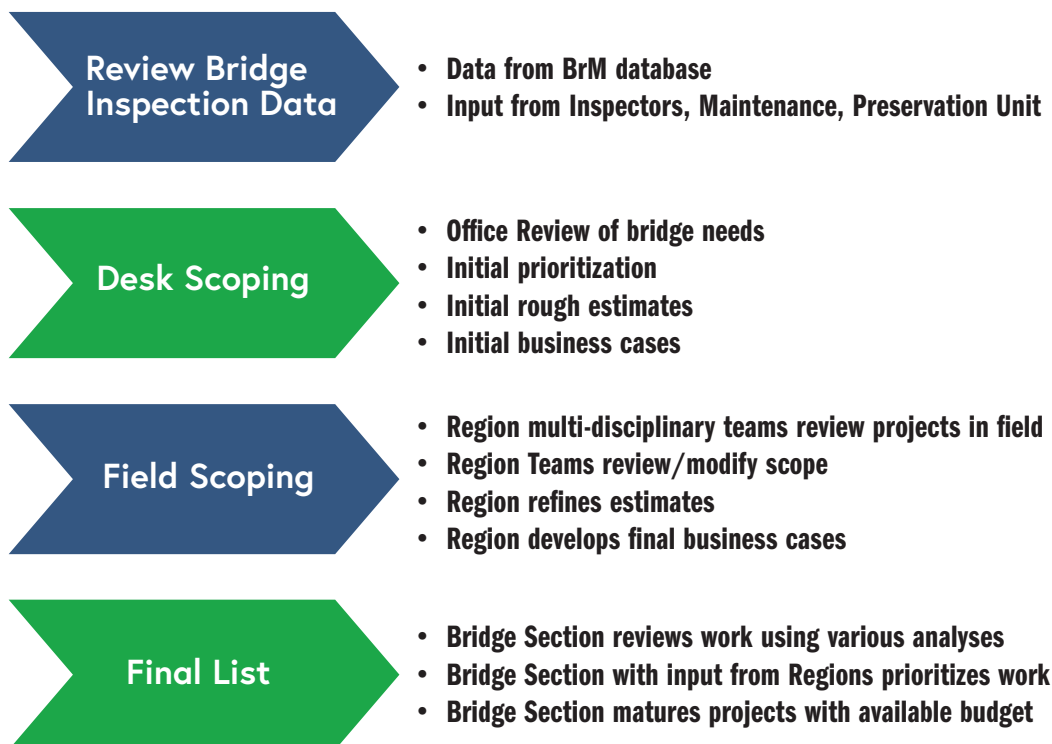 Review Bridge
Inspection Data
• Data from BrM database
• Input from Inspectors, Maintenance, Preservation Unit
Desk Scoping
• Office Review of bridge needs
• Initial prioritization
• Initial rough estimates
• Initial business cases
Field Scoping
• Region multi-disciplinary teams review projects in field
• Region Teams review/modify scope
• Region refines estimates
• Region develops final business cases
Final List
• Bridge Section reviews work using various analyses
• Bridge Section with input from Regions prioritizes work
• Bridge Section matures projects with available budget